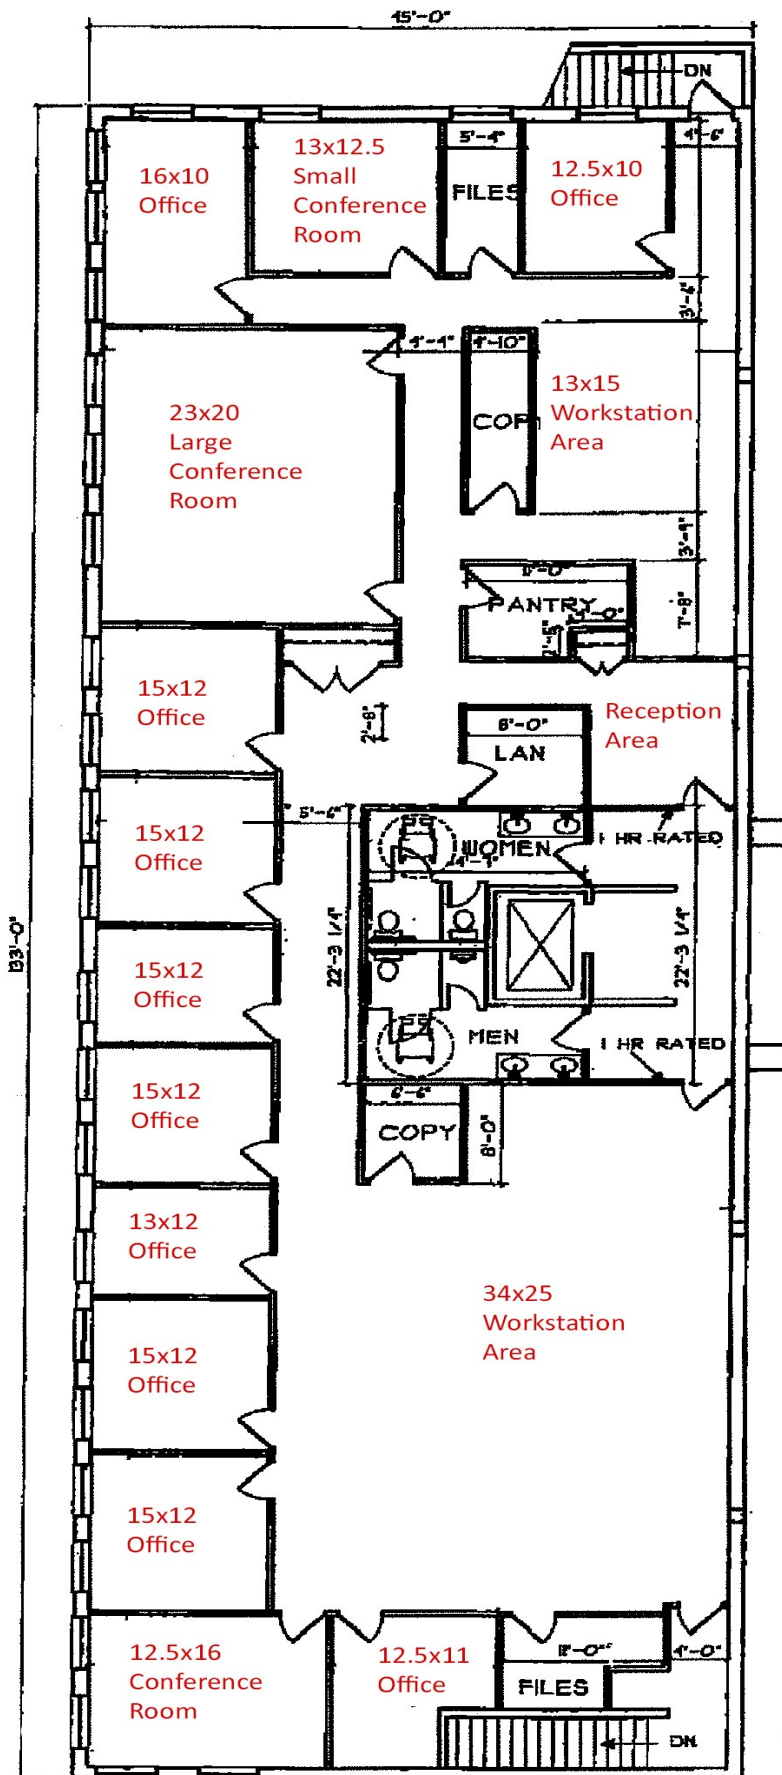 45'-0"
DN
5'-4"
4'-6"
16x10
Office
13x12.5
Small
Conference
Room
FILES
12.5x10
Office
3'-6"
4'-4"
4'-10"
23x20
Large
Conference
Room
COPY
13x15
Workstation
Area
3'-9"
PANTRY
7'-8"
15x12
Office
Reception
Area
2'-8"
8'-0"
LAN
5'-6"
15x12
Office
WOMEN
1 HR RATED
133'-0"
22'-3 1/4"
22'-3 1/4"
15x12
Office
MEN
1 HR RATED
15x12
Office
6'-6"
COPY
8'-0"
13x12
Office
34x25
Workstation
Area
15x12
Office
15x12
Office
12.5x16
Conference
Room
12.5x11
Office
4'-0"
FILES
DN